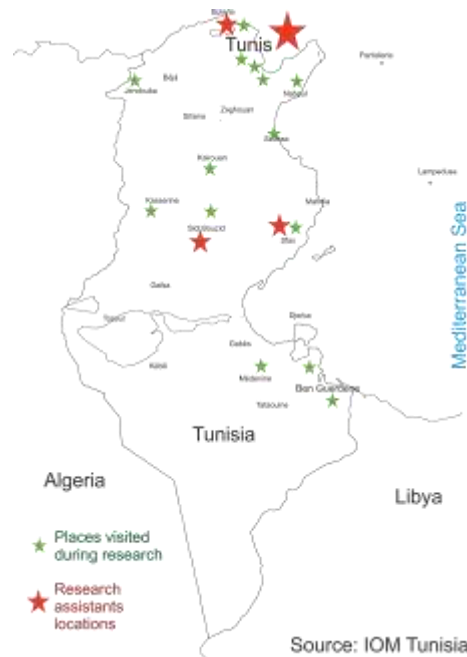 Bizerte
Tunis
Pantelleria
Béja
Jendouba
Nabeul
Zaghouan
Siliana
Sousse
Kairouan
Lampedusa
Kasserine
Mahdia
Sidi Bouzid
Sfax
Mediterranean Sea
Gafsa
Tozeur
Djerba
Gabès
Kébili
Médenine
Ben Guerdane
Tataouine
Tunisia
Algeria
Libya
Places visited
during research
Research
assistants
locations
Source: IOM Tunisia